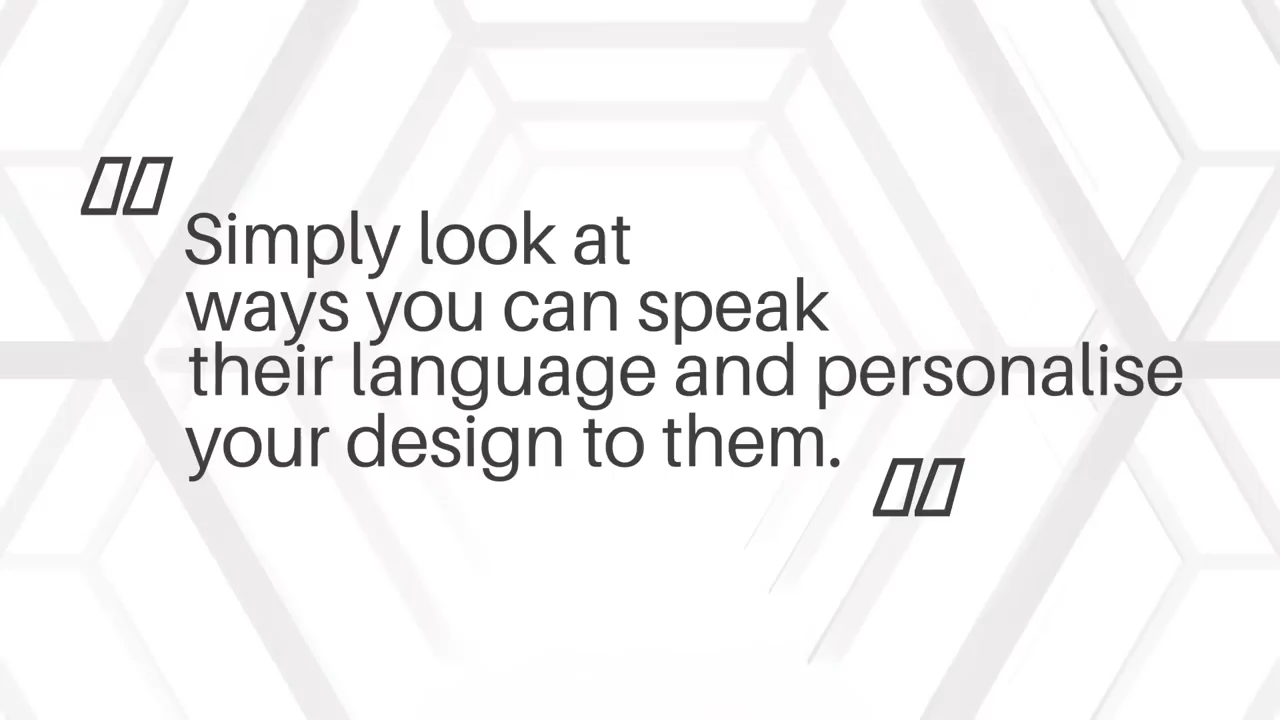 Simply look at
ways you can speak
their language and personalise
your design to them.